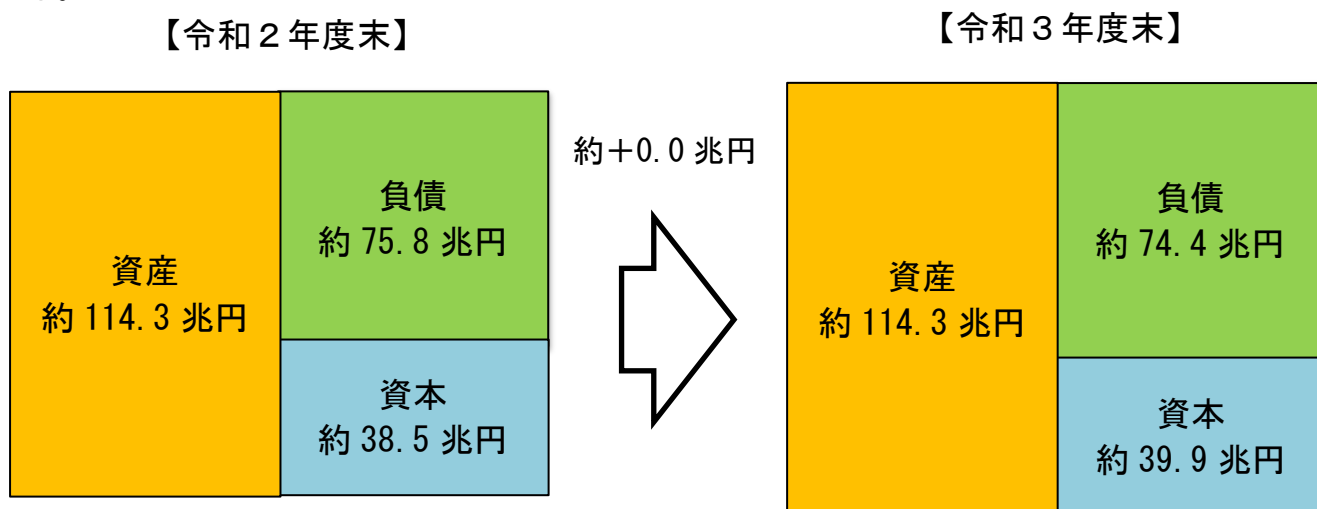 【令和２年度末】
【令和３年度末】
資産
約 114.3 兆円
負債
約 75.8 兆円
資本
約 38.5 兆円
約＋0.0 兆円
資産
約 114.3 兆円
負債
約 74.4 兆円
資本
約 39.9 兆円